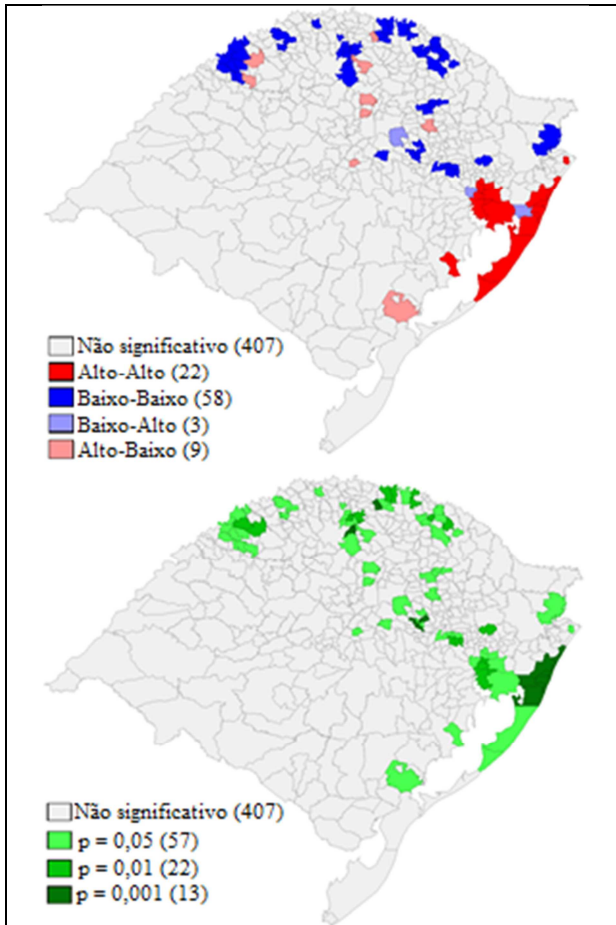 Não significativo (407)
Alto-Alto (22)
Baixo-Baixo (58)
Baixo-Alto (3)
Alto-Baixo (9)
Não significativo (407)
p = 0,05 (57)
p = 0,01 (22)
p = 0,001 (13)